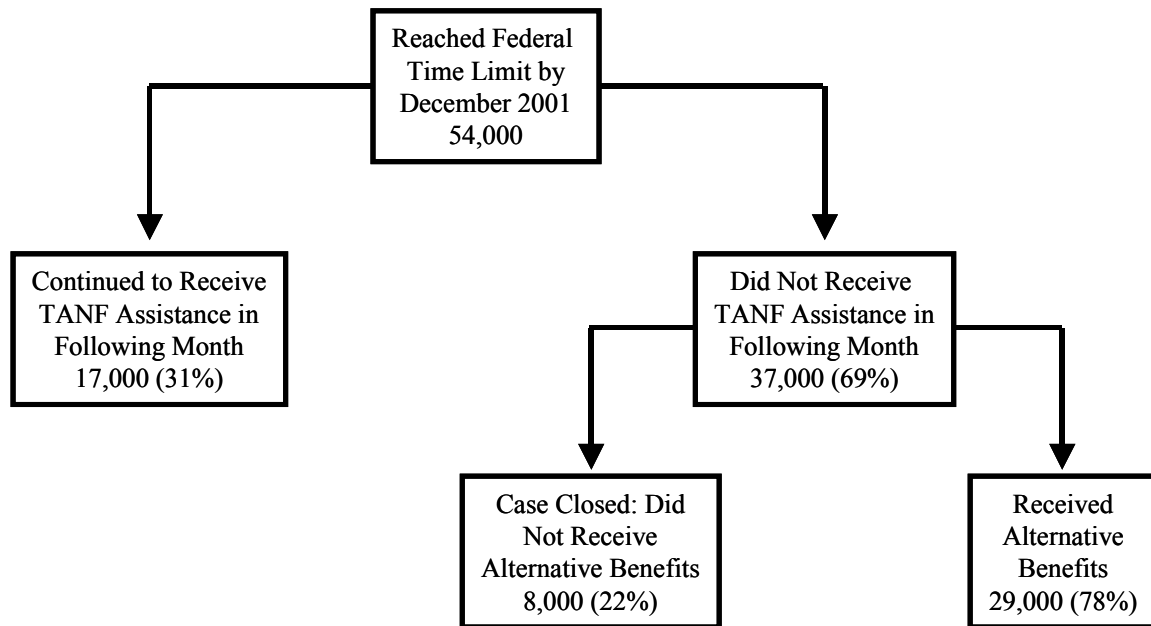 Reached Federal
Time Limit by
December 2001
54,000
Continued to Receive
TANF Assistance in
Following Month
17,000 (31%)
Did Not Receive
TANF Assistance in
Following Month
37,000 (69%)
Case Closed: Did
Not Receive
Alternative Benefits
8,000 (22%)
Received
Alternative
Benefits
29,000 (78%)